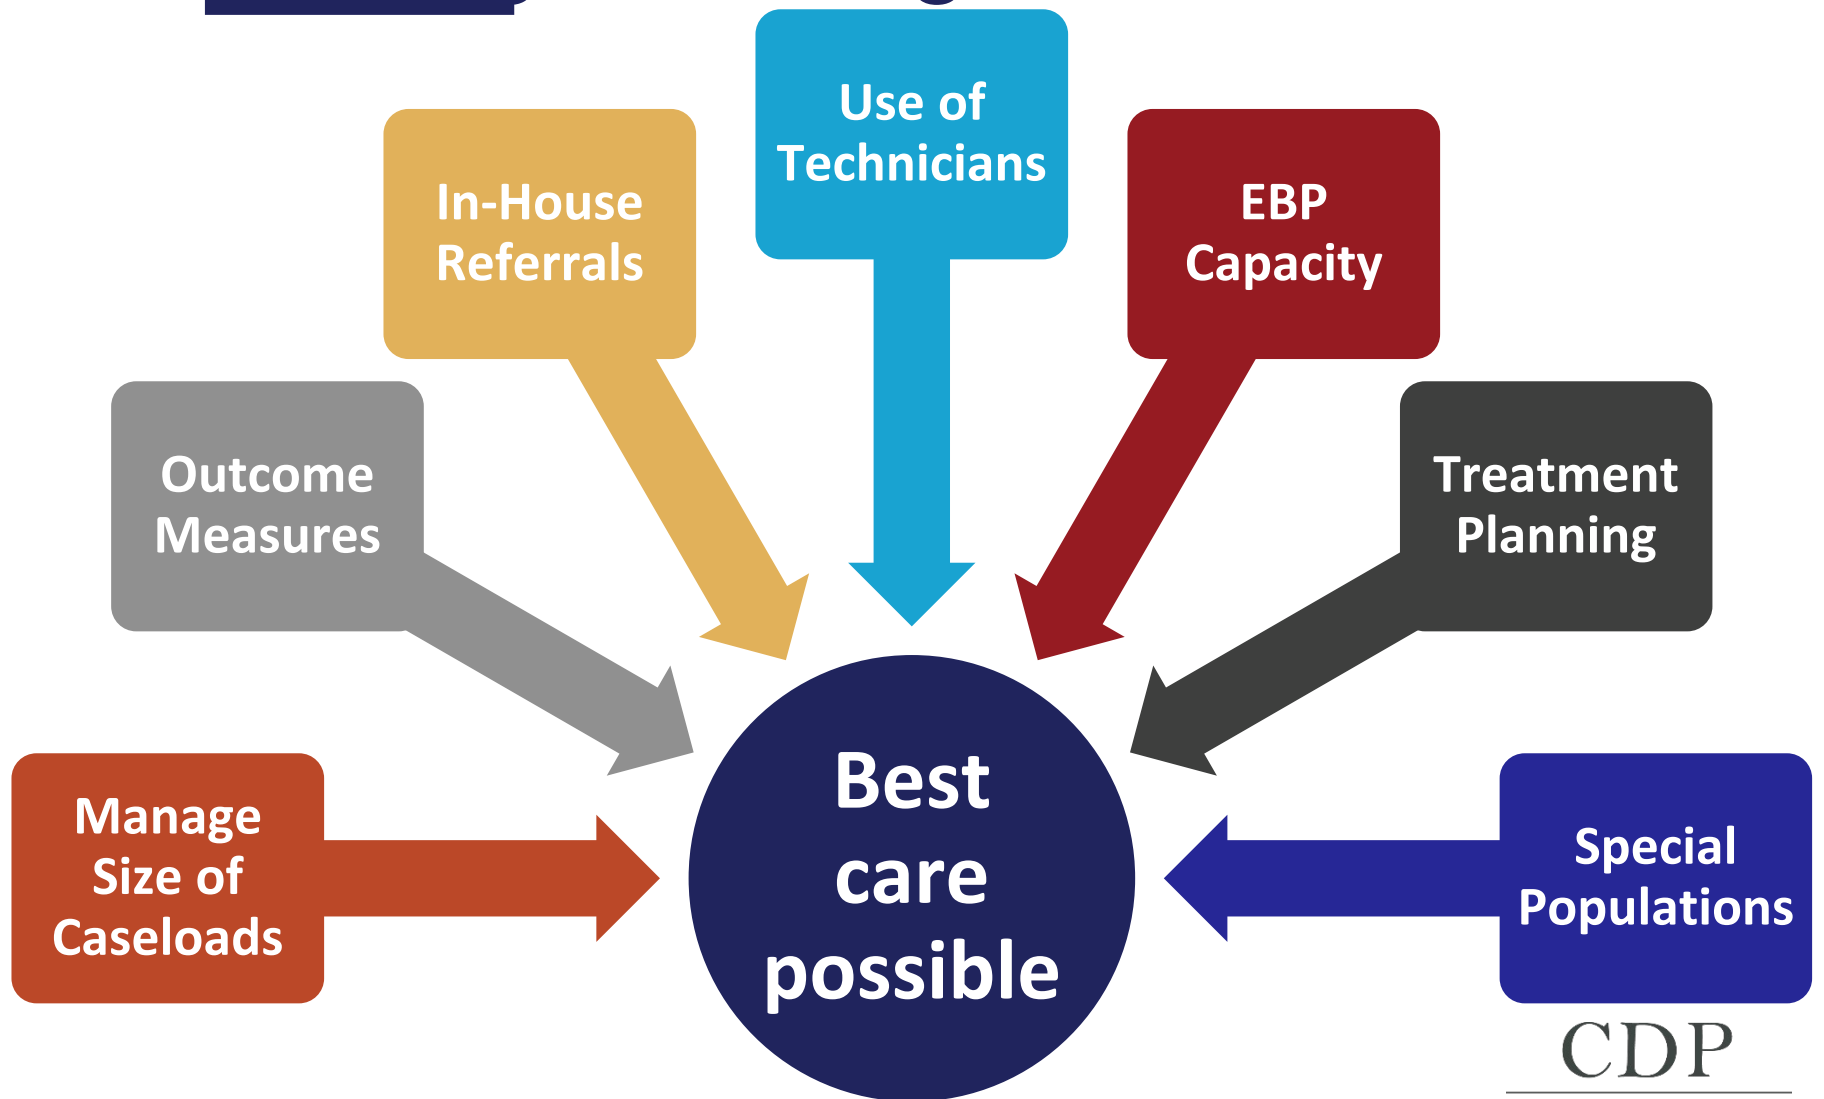 Use of
Technicians
In-House
Referrals
EBP
Capacity
Outcome
Measures
Treatment
Planning
Manage
Size of
Caseloads
Best
care
possible
Special
Populations
CDP